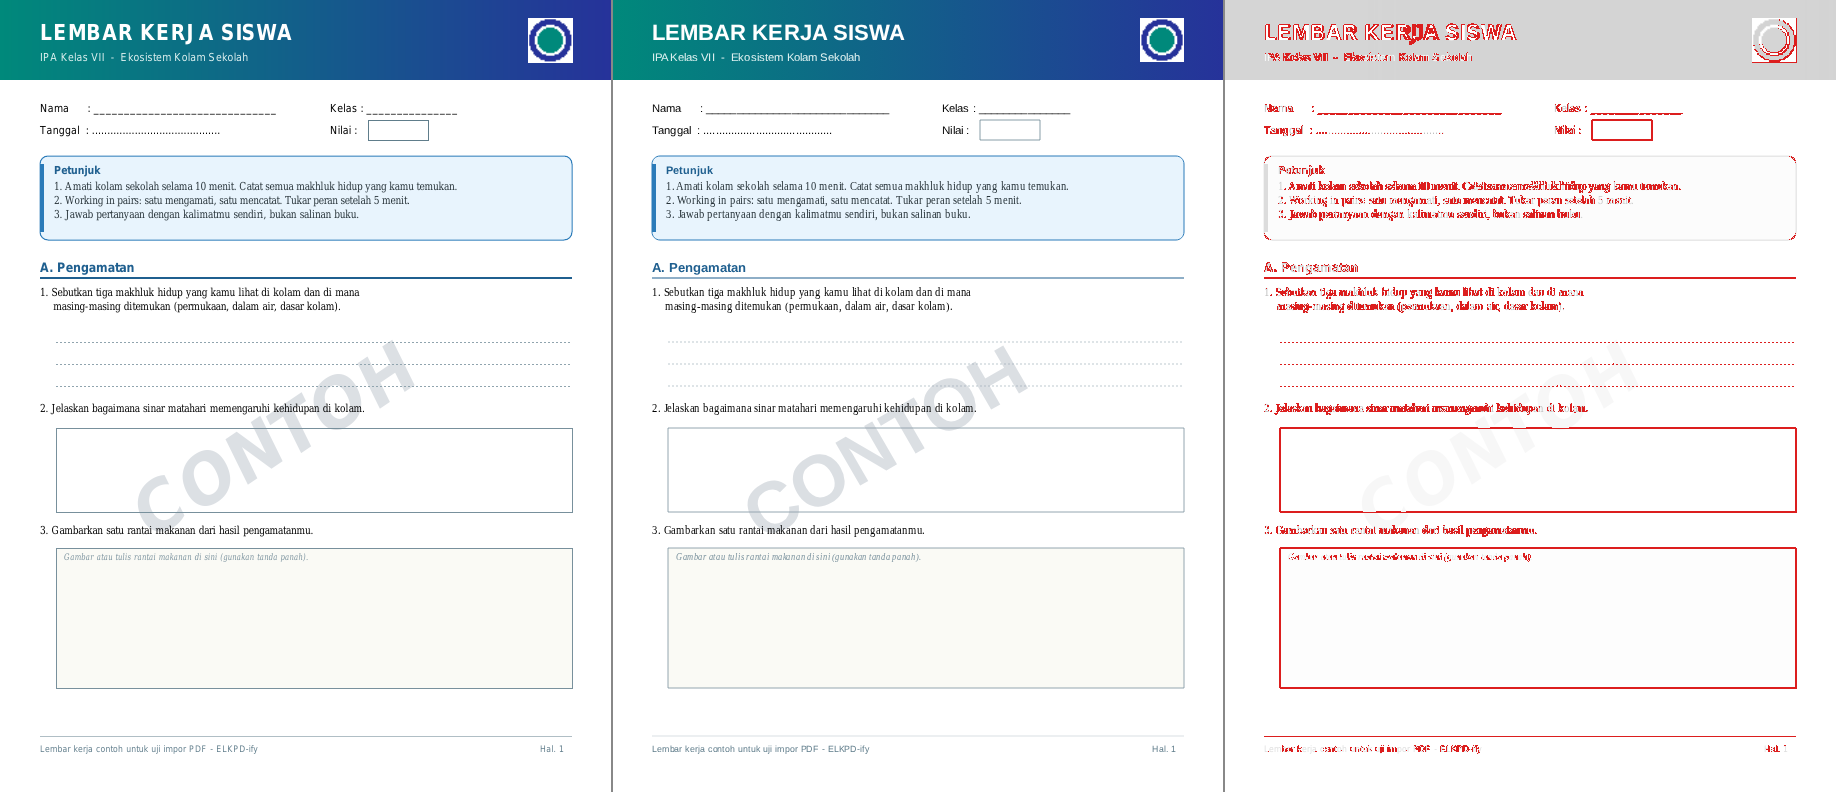 LEMBAR KERJA SISWA
IPA Kelas VII - Ekosistem Kolam Sekolah
Nama : ______________________________ Kelas : _______________
Tanggal : .......................................... Nilai :
Petunjuk
1. Amati kolam sekolah selama 10 menit. Catat semua makhluk hidup yang kamu temukan.
2. Working in pairs: satu mengamati, satu mencatat. Tukar peran setelah 5 menit.
3. Jawab pertanyaan dengan kalimatmu sendiri, bukan salinan buku.
A. Pengamatan
1. Sebutkan tiga makhluk hidup yang kamu lihat di kolam dan di mana
masing-masing ditemukan (permukaan, dalam air, dasar kolam).
CONTOH
2. Jelaskan bagaimana sinar matahari memengaruhi kehidupan di kolam.
3. Gambarkan satu rantai makanan dari hasil pengamatanmu.
Gambar atau tulis rantai makanan di sini (gunakan tanda panah).
Lembar kerja contoh untuk uji impor PDF - ELKPD-ify Hal. 1
LEMBAR KERJA SISWA
IPA Kelas VII - Ekosistem Kolam Sekolah
Nama : ______________________________ Kelas : _______________
Tanggal : .......................................... Nilai :
Petunjuk
1. Amati kolam sekolah selama 10 menit. Catat semua makhluk hidup yang kamu temukan.
2. Working in pairs: satu mengamati, satu mencatat. Tukar peran setelah 5 menit.
3. Jawab pertanyaan dengan kalimatmu sendiri, bukan salinan buku.
A. Pengamatan
1. Sebutkan tiga makhluk hidup yang kamu lihat di kolam dan di mana
masing-masing ditemukan (permukaan, dalam air, dasar kolam).
CONTOH
2. Jelaskan bagaimana sinar matahari memengaruhi kehidupan di kolam.
3. Gambarkan satu rantai makanan dari hasil pengamatanmu.
Gambar atau tulis rantai makanan di sini (gunakan tanda panah).
Lembar kerja contoh untuk uji impor PDF - ELKPD-ify Hal. 1
LEMBAR KERJA SISWA
Petunjuk
A. Pengamatan
CONTOH